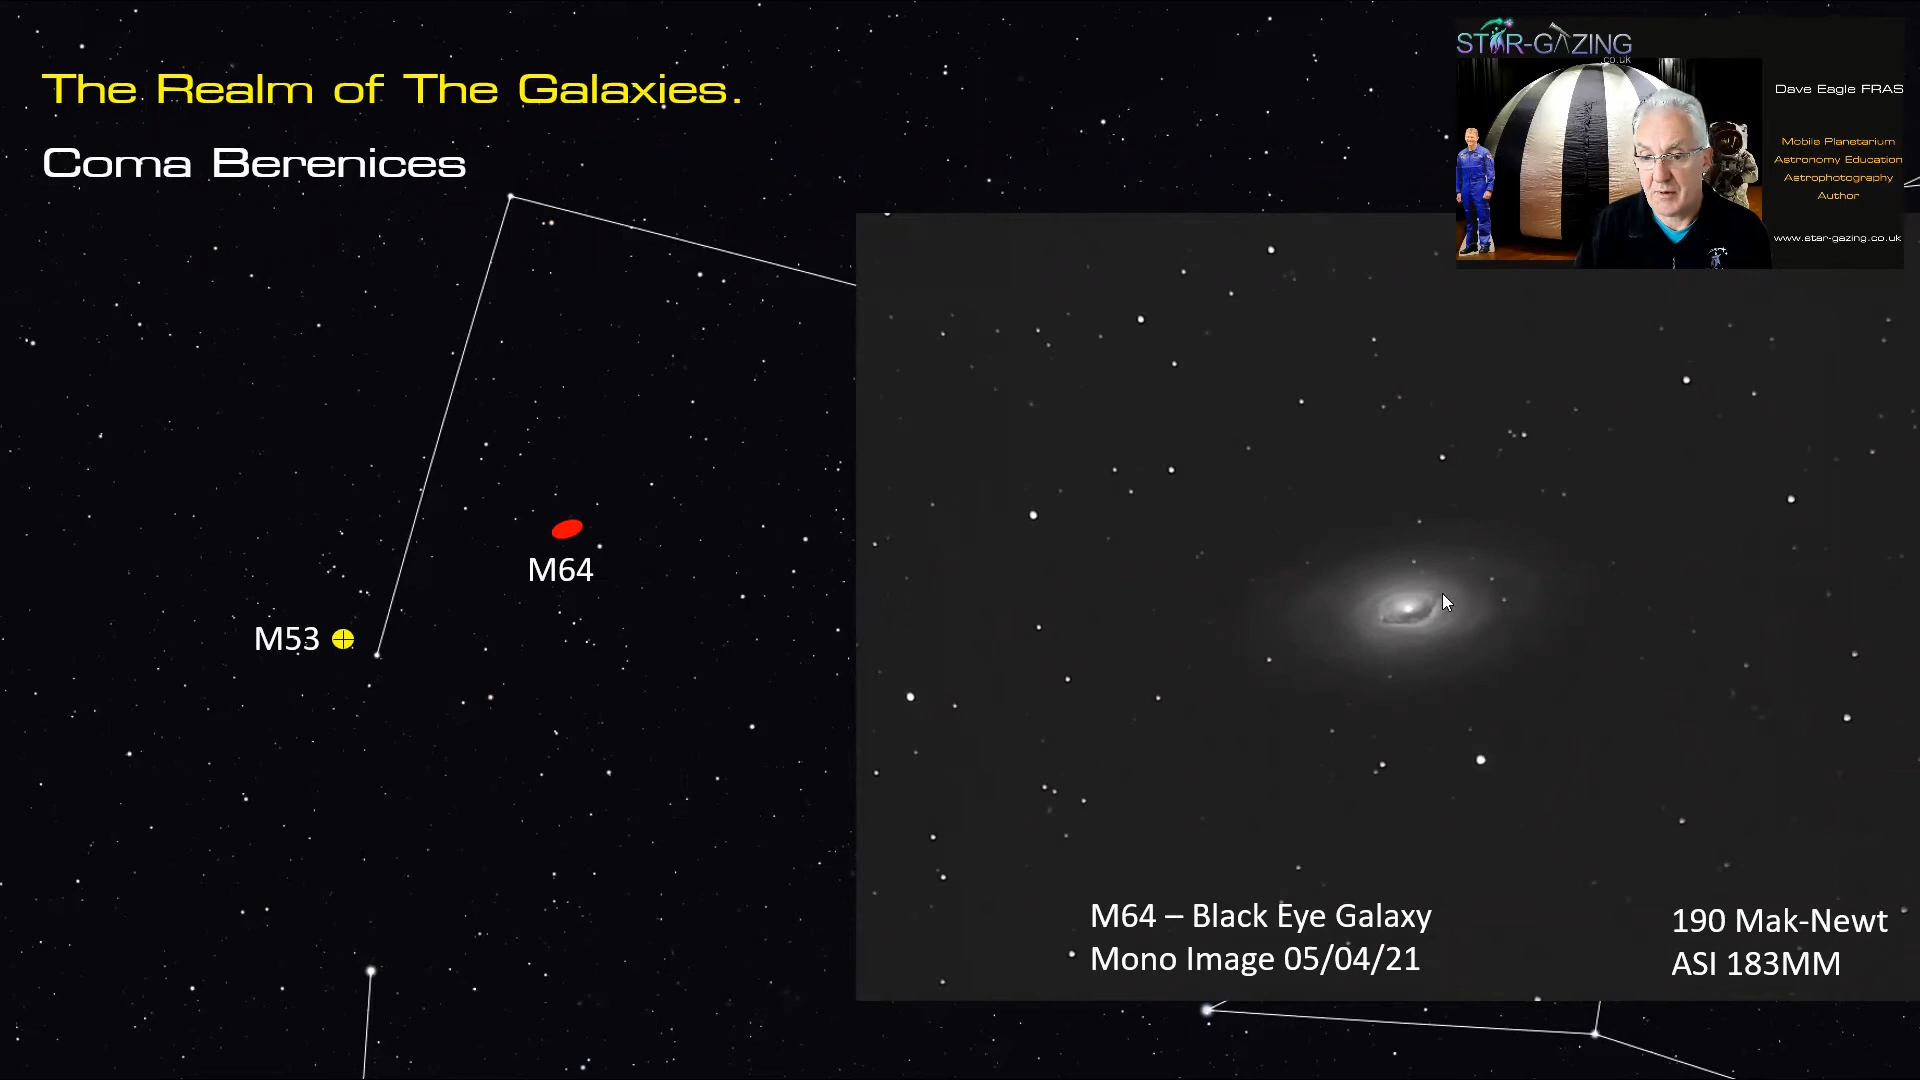 The Realm of The Galaxies.
Coma Berenices
STAR-GAZING
.co.uk
Dave Eagle FRAS
Mobile Planetarium
Astronomy Education
Astrophotography
Author
www.star-gazing.co.uk
M64
M53
M64 – Black Eye Galaxy
Mono Image 05/04/21
190 Mak-Newt
ASI 183MM